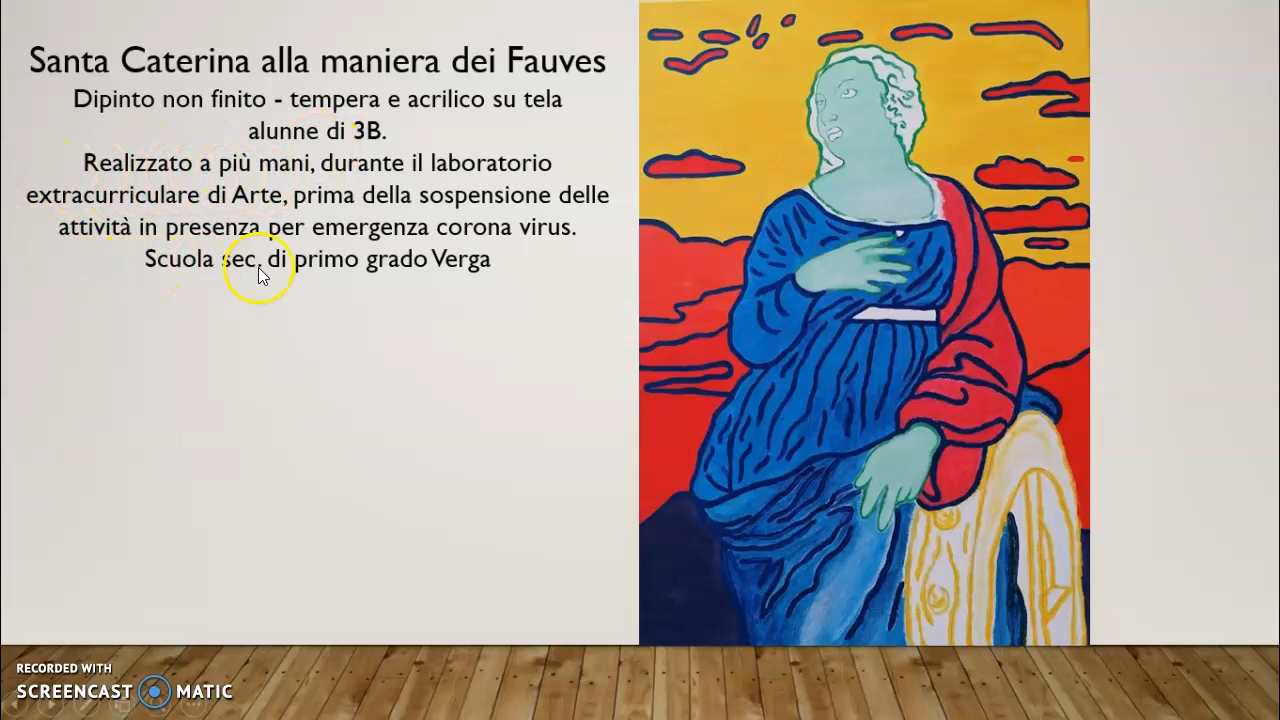 Santa Caterina alla maniera dei Fauves
Dipinto non finito - tempera e acrilico su tela
alunne di 3B.
Realizzato a più mani, durante il laboratorio
extracurriculare di Arte, prima della sospensione delle
attività in presenza per emergenza corona virus.
Scuola sec. di primo grado Verga
RECORDED WITH
SCREENCAST MATIC